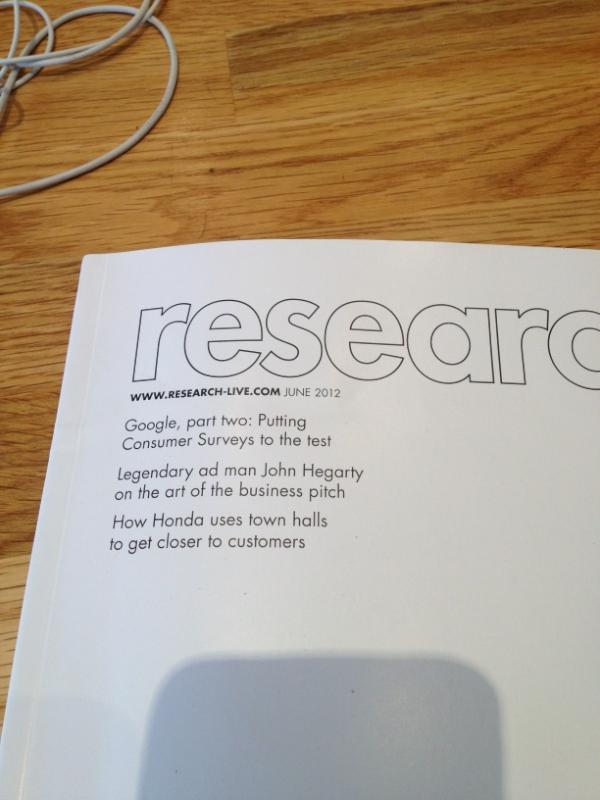 researc
WWW.RESEARCH-LIVE.COM JUNE 2012
Google, part two: Putting
Consumer Surveys to the test
Legendary ad man John Hegarty
on the art of the business pitch
How Honda uses town halls
to get closer to customers